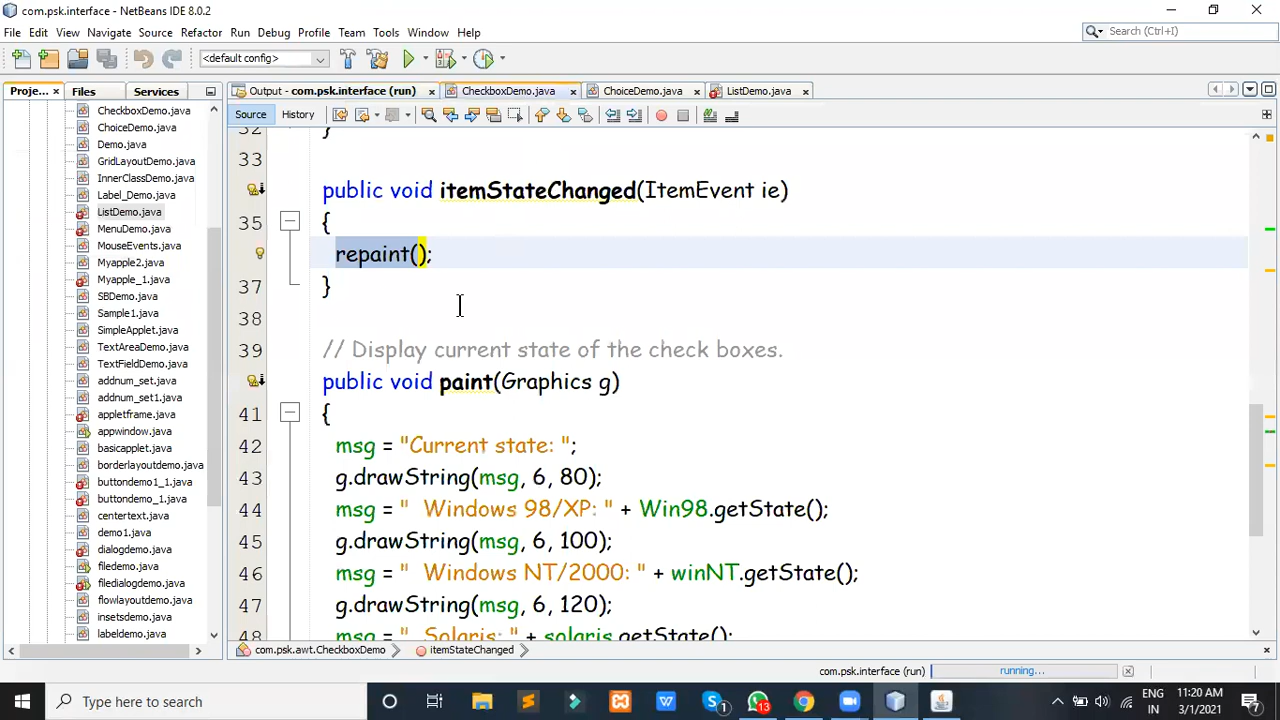 com.psk.interface - NetBeans IDE 8.0.2
File Edit View Navigate Source Refactor Run Debug Profile Team Tools Window Help
Search (Ctrl+I)
<default config>
Proje... Files Services
Output - com.psk.interface (run) CheckboxDemo.java ChoiceDemo.java ListDemo.java
Source History
CheckboxDemo.java
ChoiceDemo.java
Demo.java
GridLayoutDemo.java
InnerClassDemo.java
Label_Demo.java
ListDemo.java
MenuDemo.java
MouseEvents.java
Myapple2.java
Myapple_1.java
SBDemo.java
Sample1.java
SimpleApplet.java
TextAreaDemo.java
TextFieldDemo.java
addnum_set.java
addnum_set1.java
appletframe.java
appwindow.java
basicapplet.java
borderlayoutdemo.java
buttondemo1_1.java
buttondemo_1.java
centertext.java
demo1.java
dialogdemo.java
filedemo.java
filedialogdemo.java
flowlayoutdemo.java
insetsdemo.java
labeldemo.java
32 }
33
public void itemStateChanged(ItemEvent ie)
35 {
repaint();
37 }
38
39 // Display current state of the check boxes.
public void paint(Graphics g)
41 {
42 msg = "Current state: ";
43 g.drawString(msg, 6, 80);
44 msg = " Windows 98/XP: " + Win98.getState();
45 g.drawString(msg, 6, 100);
46 msg = " Windows NT/2000: " + winNT.getState();
47 g.drawString(msg, 6, 120);
48 msg = " Solaris: " + solaris.getState();
com.psk.awt.CheckboxDemo itemStateChanged
com.psk.interface (run) running...
Type here to search
1
13
ENG
IN
11:20 AM
3/1/2021
7